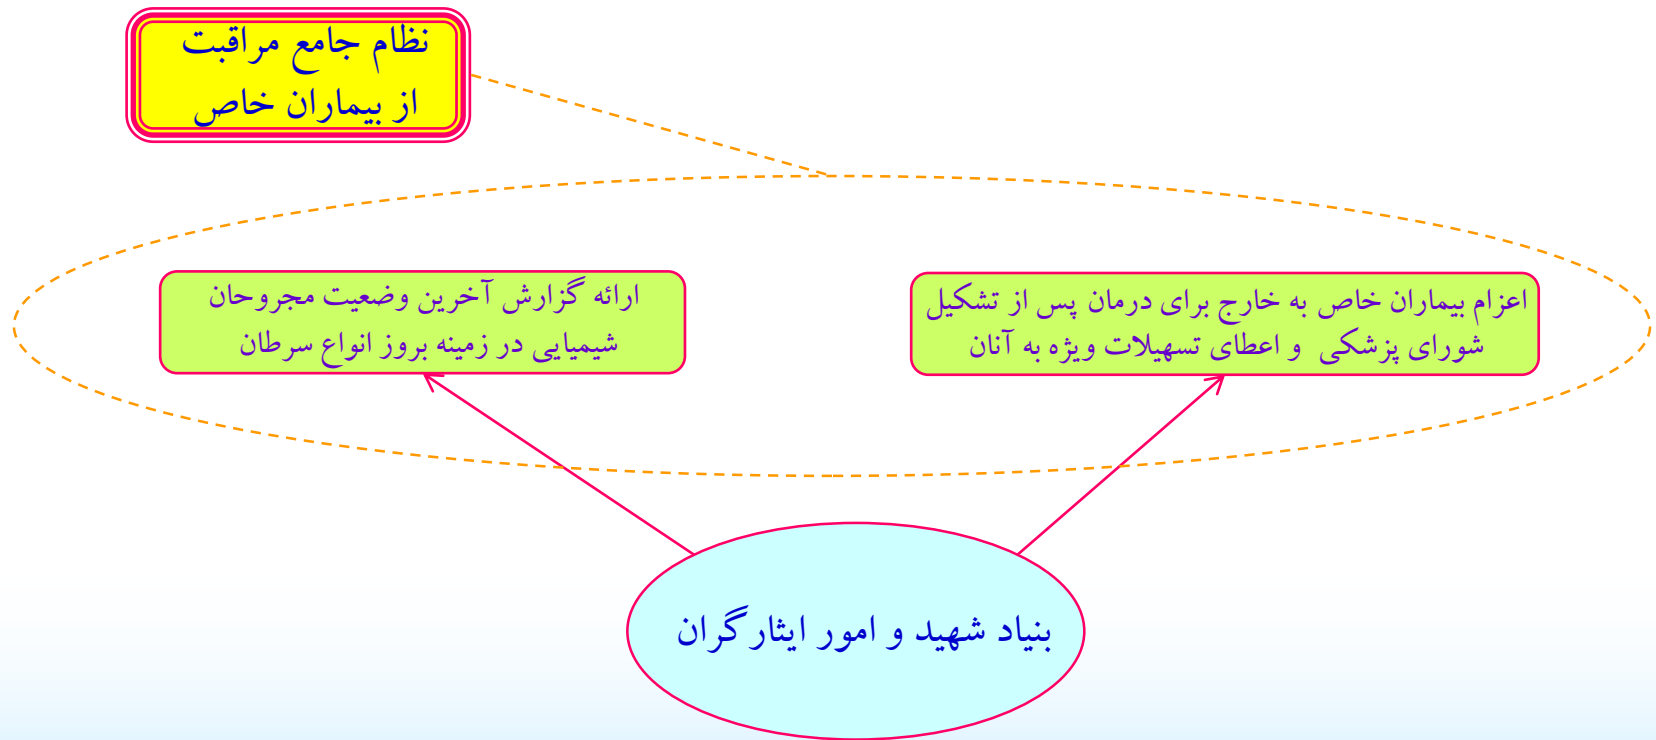 نظام جامع مراقبت
از بیماران خاص
اعزام بیماران خاص به خارج برای درمان پس از تشکیل
شورای پزشکی و اعطای تسهیلات ویژه به آنان
ارائه گزارش آخرین وضعیت مجروحان
شیمیایی در زمینه بروز انواع سرطان
بنیاد شهید و امور ایثارگران